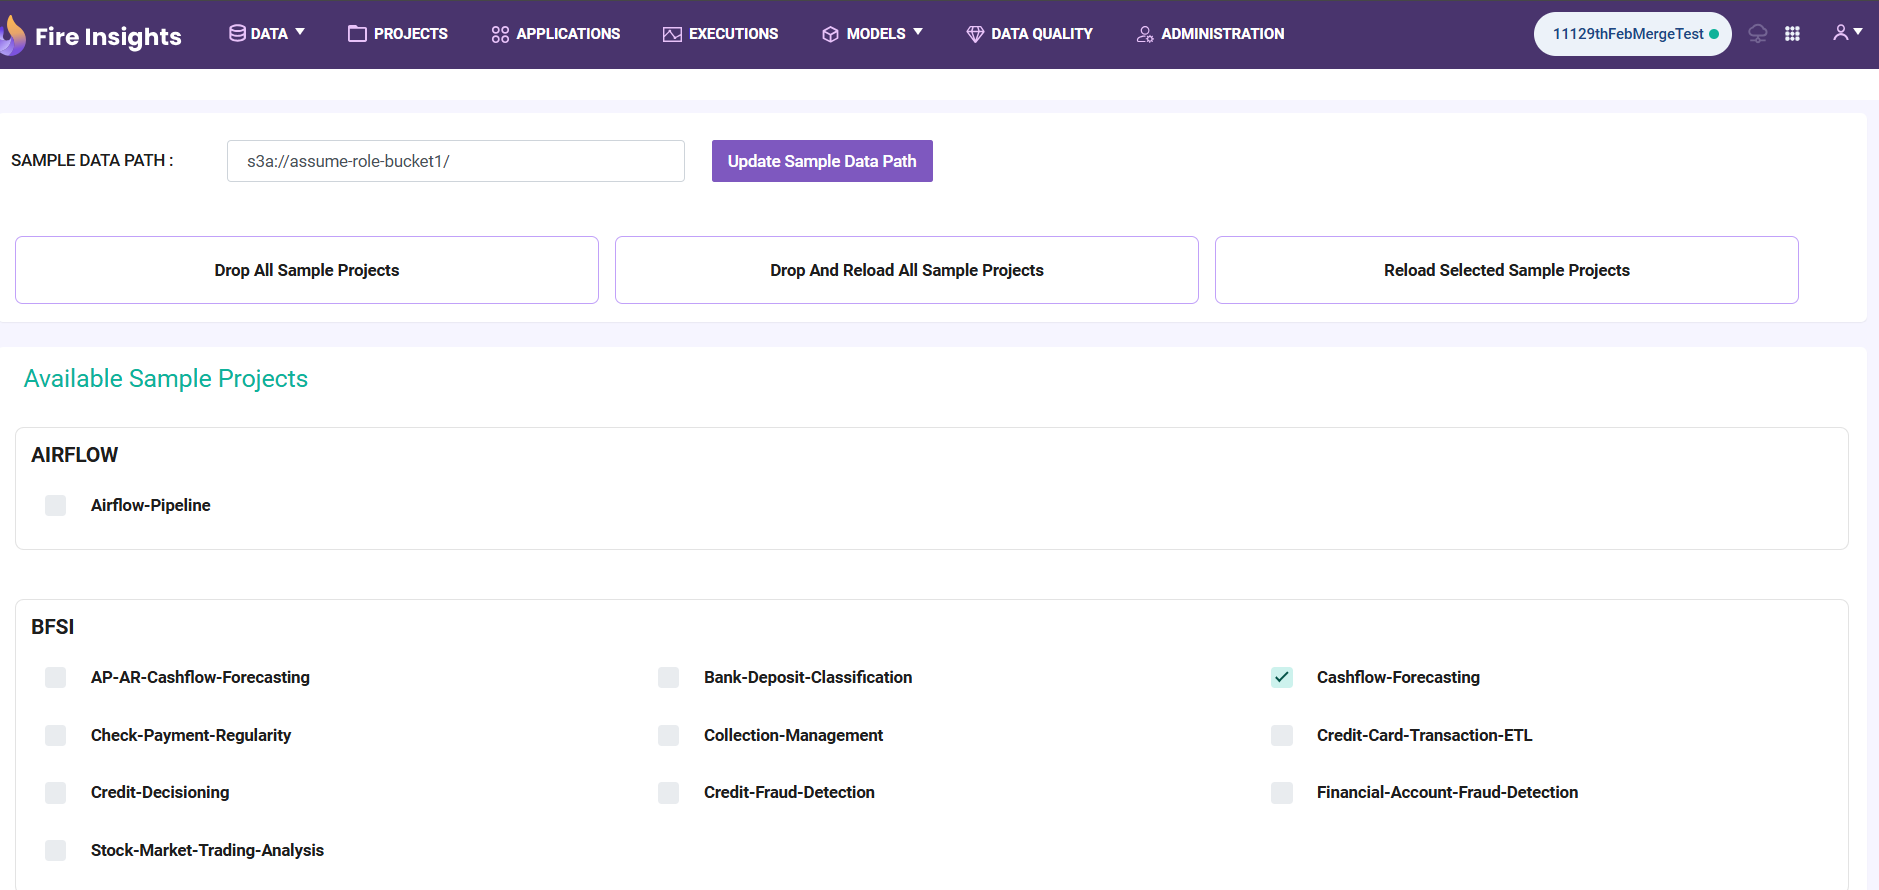 Fire Insights DATA PROJECTS APPLICATIONS EXECUTIONS MODELS DATA QUALITY ADMINISTRATION 11129thFebMergeTest
SAMPLE DATA PATH : s3a://assume-role-bucket1/ Update Sample Data Path
Drop All Sample Projects Drop And Reload All Sample Projects Reload Selected Sample Projects
Available Sample Projects
AIRFLOW
Airflow-Pipeline
BFSI
AP-AR-Cashflow-Forecasting Bank-Deposit-Classification Cashflow-Forecasting
Check-Payment-Regularity Collection-Management Credit-Card-Transaction-ETL
Credit-Decisioning Credit-Fraud-Detection Financial-Account-Fraud-Detection
Stock-Market-Trading-Analysis